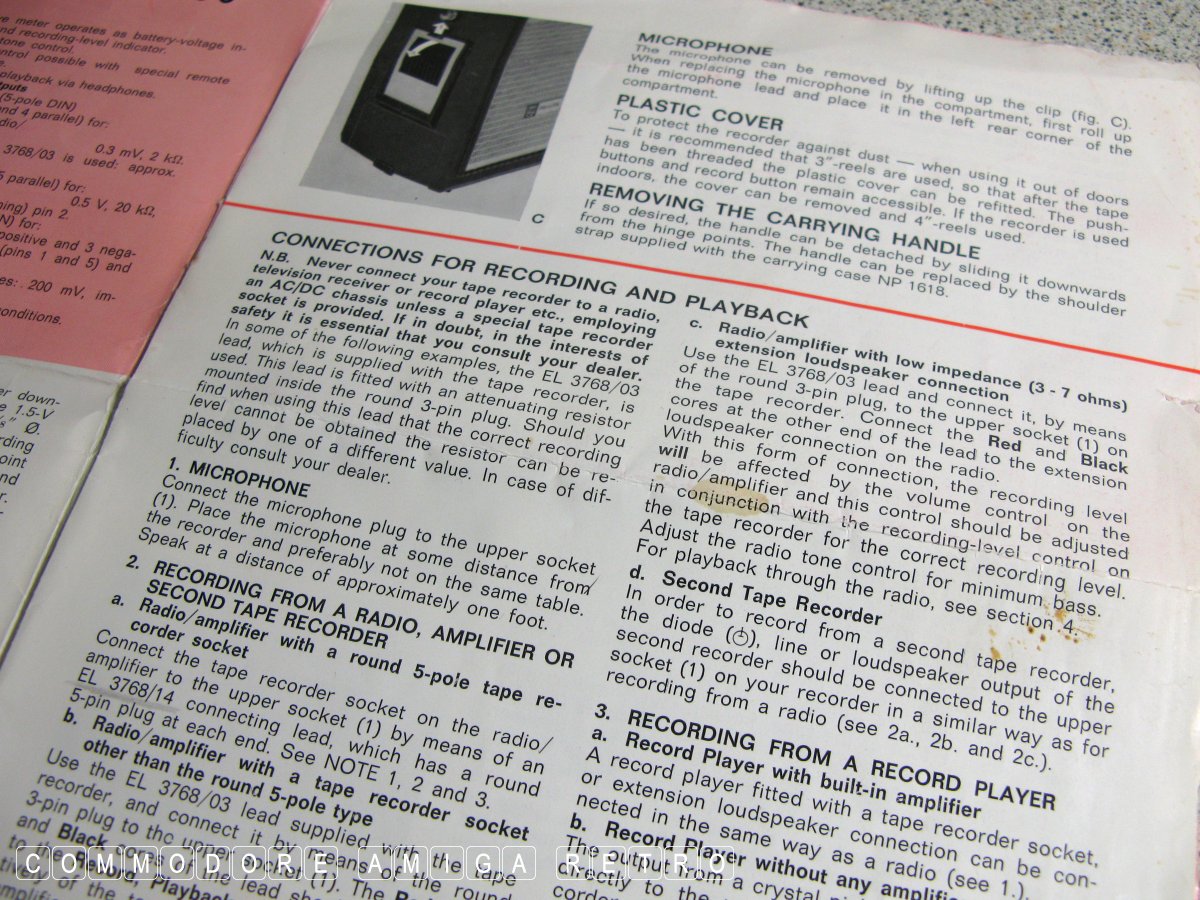 ve meter operates as battery-voltage in-
nd recording-level indicator.
tone control.
ntrol possible with special remote
playback via headphones.
puts
(5-pole DIN)
and 4 parallel) for:
dio/
0.3 mV, 2 kΩ.
3768/03 is used: approx.
5 parallel) for:
0.5 V, 20 kΩ,
ning) pin 2.
N) for:
positive and 3 nega-
(pins 1 and 5) and
es: 200 mV, im-
onditions.
er down-
e 1.5-V
" Ø.
rding
oint
and
r.
C
MICROPHONE
The microphone can be removed by lifting up the clip (fig. C).
When replacing the microphone in the compartment, first roll up
the microphone lead and place it in the left rear corner of the
compartment.
PLASTIC COVER
To protect the recorder against dust — when using it out of doors
— it is recommended that 3"-reels are used, so that after the tape
has been threaded the plastic cover can be refitted. The push-
buttons and record button remain accessible. If the recorder is used
indoors, the cover can be removed and 4"-reels used.
REMOVING THE CARRYING HANDLE
If so desired, the handle can be detached by sliding it downwards
from the hinge points. The handle can be replaced by the shoulder
strap supplied with the carrying case NP 1618.
CONNECTIONS FOR RECORDING AND PLAYBACK
N.B. Never connect your tape recorder to a radio,
television receiver or record player etc., employing
an AC/DC chassis unless a special tape recorder
socket is provided. If in doubt, in the interests of
safety it is essential that you consult your dealer.
In some of the following examples, the EL 3768/03
lead, which is supplied with the tape recorder, is
used. This lead is fitted with an attenuating resistor
mounted inside the round 3-pin plug. Should you
find when using this lead that the correct recording
level cannot be obtained the resistor can be re-
placed by one of a different value. In case of dif-
ficulty consult your dealer.
1. MICROPHONE
Connect the microphone plug to the upper socket
(1). Place the microphone at some distance from
the recorder and preferably not on the same table.
Speak at a distance of approximately one foot.
2. RECORDING FROM A RADIO, AMPLIFIER OR
SECOND TAPE RECORDER
a. Radio/amplifier with a round 5-pole tape re-
corder socket
Connect the tape recorder socket on the radio/
amplifier to the upper socket (1) by means of an
EL 3768/14 connecting lead, which has a round
5-pin plug at each end. See NOTE 1, 2 and 3.
b. Radio/amplifier with a tape recorder socket
other than the round 5-pole type
Use the EL 3768/03 lead supplied with the tape
recorder, and connect it by means of the round
3-pin plug to the upper socket (1). The
and Black cores of the lead
to the Record, Playback
of the
c. Radio/amplifier with low impedance (3 - 7 ohms)
extension loudspeaker connection
Use the EL 3768/03 lead and connect it, by means
of the round 3-pin plug, to the upper socket (1) on
the tape recorder. Connect the Red and Black
cores at the other end of the lead to the extension
loudspeaker connection on the radio.
With this form of connection, the recording level
will be affected by the volume control on the
radio/amplifier and this control should be adjusted
in conjunction with the recording-level control on
the tape recorder for the correct recording level.
Adjust the radio tone control for minimum bass.
For playback through the radio, see section 4.
d. Second Tape Recorder
In order to record from a second tape recorder,
the diode (), line or loudspeaker output of the
second recorder should be connected to the upper
socket (1) on your recorder in a similar way as for
recording from a radio (see 2a., 2b. and 2c.).
3. RECORDING FROM A RECORD PLAYER
a. Record Player with built-in amplifier
A record player fitted with a tape recorder socket,
or extension loudspeaker connection can be con-
nected in the same way as a radio (see 1.).
b. Record Player without any amplifie
The output from a crystal
directly to the
corder
COMMODORE AMIGA RETRO